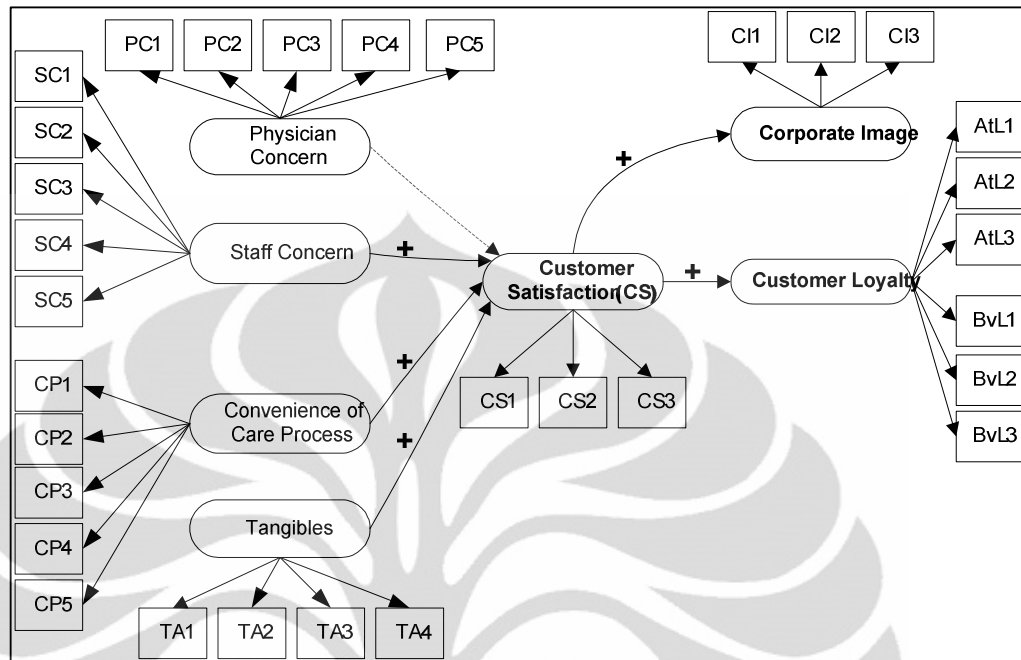 PC1
PC2
PC3
PC4
PC5
CI1
CI2
CI3
SC1
SC2
SC3
SC4
SC5
Physician
Concern
Corporate Image
+
AtL1
AtL2
AtL3
Staff Concern
+
Customer
Satisfaction(CS)
+
Customer Loyalty
BvL1
BvL2
BvL3
CP1
CP2
CP3
CP4
CP5
Convenience of
Care Process
+
+
CS1
CS2
CS3
Tangibles
TA1
TA2
TA3
TA4